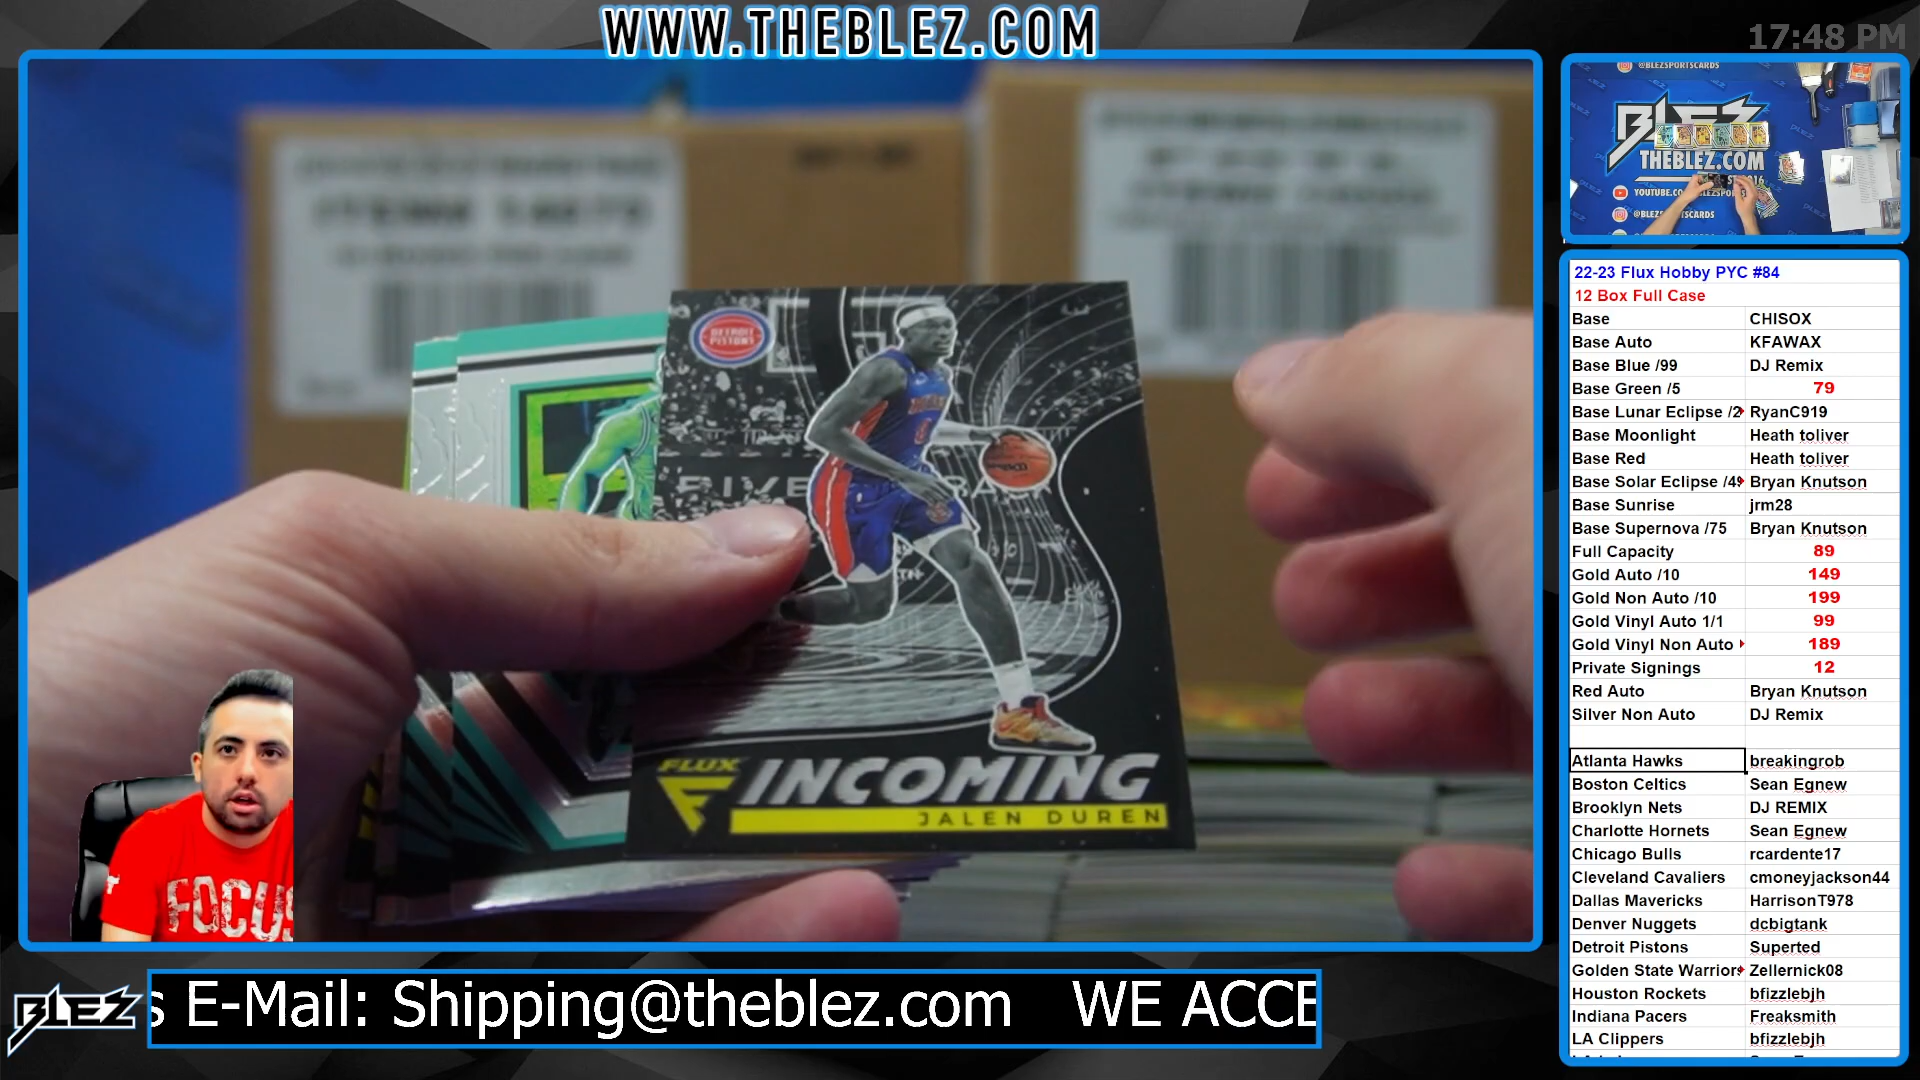 WWW.THEBLEZ.COM
17:48 PM
@BLEZSPORTSCARDS
BLEZ
THEBLEZ.COM
DETROIT
PISTONS
FLUX
INCOMING
JALEN DUREN
FOCUS
22-23 Flux Hobby PYC #84
12 Box Full Case
Base CHISOX
Base Auto KFAWAX
Base Blue /99 DJ Remix
Base Green /5 79
Base Lunar Eclipse /2 RyanC919
Base Moonlight Heath toliver
Base Red Heath toliver
Base Solar Eclipse /49 Bryan Knutson
Base Sunrise jrm28
Base Supernova /75 Bryan Knutson
Full Capacity 89
Gold Auto /10 149
Gold Non Auto /10 199
Gold Vinyl Auto 1/1 99
Gold Vinyl Non Auto 189
Private Signings 12
Red Auto Bryan Knutson
Silver Non Auto DJ Remix
Atlanta Hawks breakingrob
Boston Celtics Sean Egnew
Brooklyn Nets DJ REMIX
Charlotte Hornets Sean Egnew
Chicago Bulls rcardente17
Cleveland Cavaliers cmoneyjackson44
Dallas Mavericks HarrisonT978
Denver Nuggets dcbigtank
Detroit Pistons Superted
Golden State Warriors Zellernick08
Houston Rockets bfizzlebjh
Indiana Pacers Freaksmith
LA Clippers bfizzlebjh
BLEZ
s E-Mail: Shipping@theblez.com WE ACCE